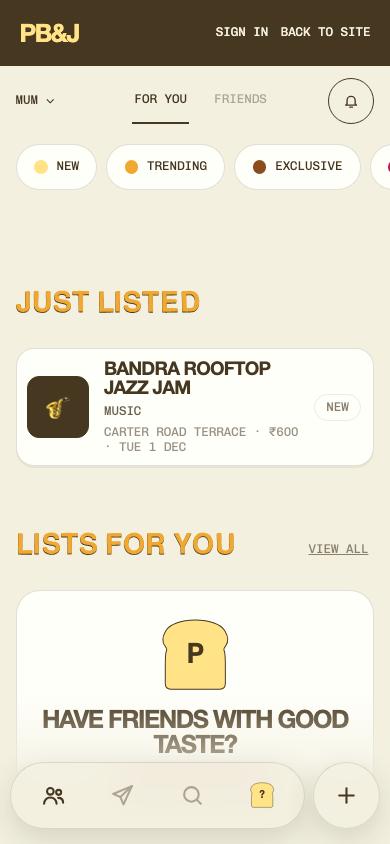 PB&J
SIGN IN BACK TO SITE
MUM
FOR YOU
FRIENDS
NEW
TRENDING
EXCLUSIVE
JUST LISTED
BANDRA ROOFTOP
JAZZ JAM
MUSIC
CARTER ROAD TERRACE · ₹600
· TUE 1 DEC
NEW
LISTS FOR YOU
VIEW ALL
P
HAVE FRIENDS WITH GOOD
TASTE?
?